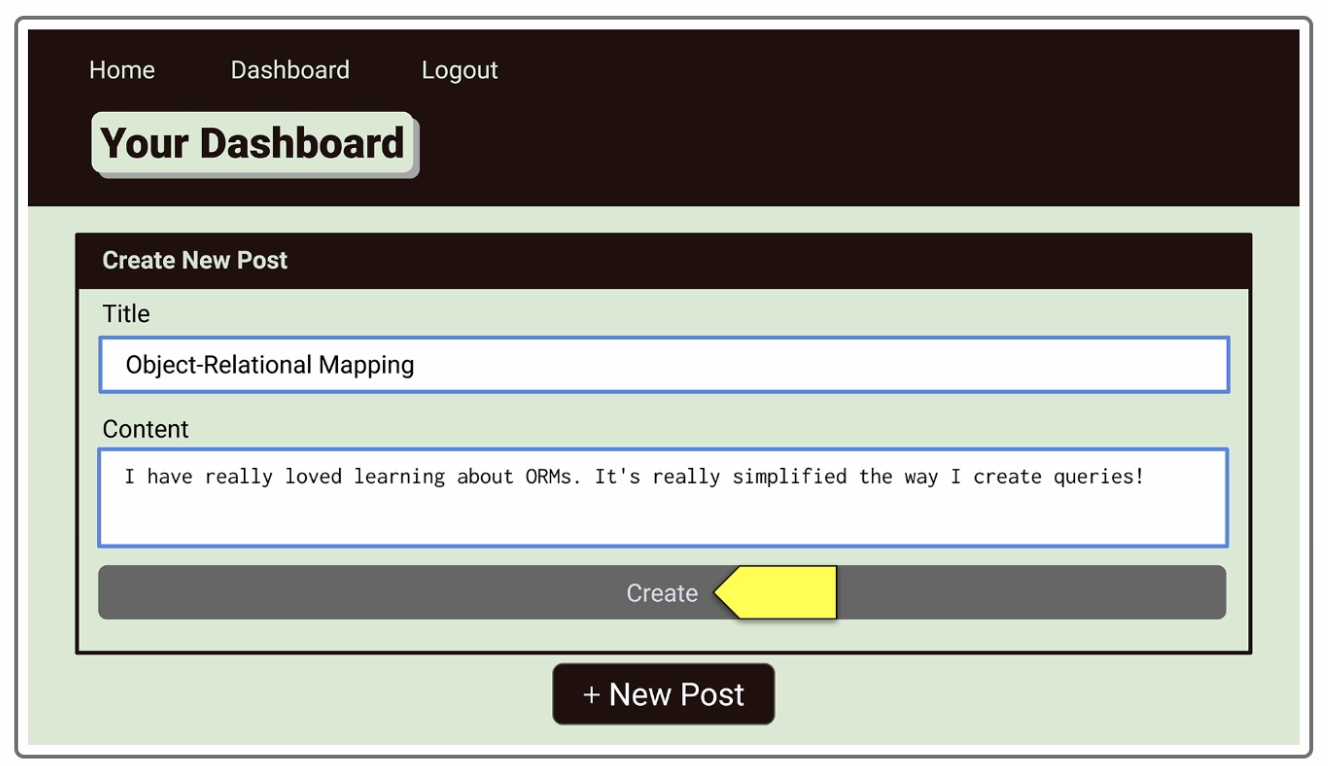 Home Dashboard Logout
Your Dashboard
Create New Post
Title
Object-Relational Mapping
Content
I have really loved learning about ORMs. It's really simplified the way I create queries!
Create
+ New Post